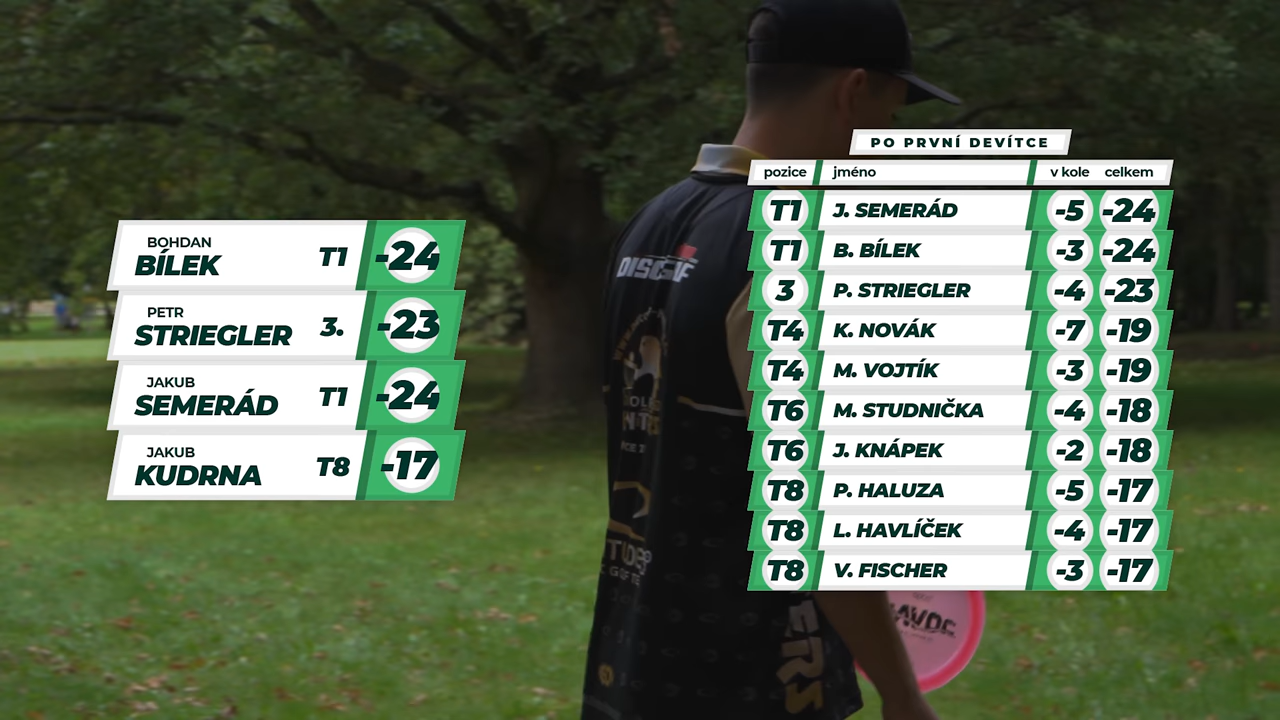 BOHDAN
BÍLEK T1 -24
PETR
STRIEGLER 3. -23
JAKUB
SEMERÁD T1 -24
JAKUB
KUDRNA T8 -17
PO PRVNÍ DEVÍTCE
pozice jméno v kole celkem
T1 J. SEMERÁD -5 -24
T1 B. BÍLEK -3 -24
3 P. STRIEGLER -4 -23
T4 K. NOVÁK -7 -19
T4 M. VOJTÍK -3 -19
T6 M. STUDNIČKA -4 -18
T6 J. KNÁPEK -2 -18
T8 P. HALUZA -5 -17
T8 L. HAVLÍČEK -4 -17
T8 V. FISCHER -3 -17